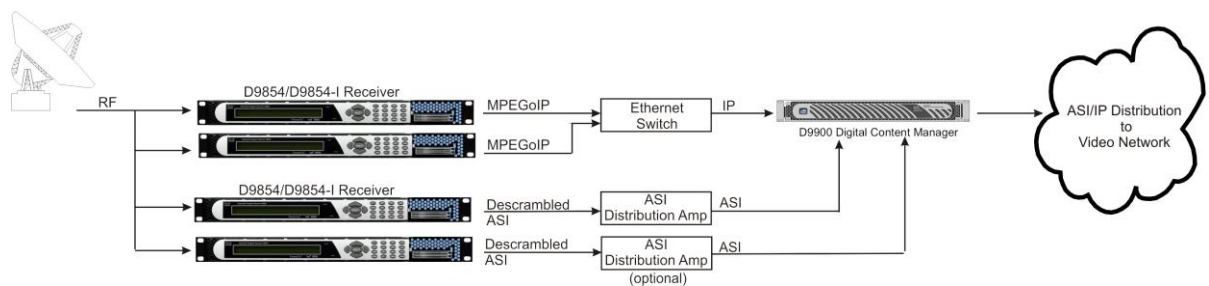 RF
D9854/D9854-I Receiver
MPEGoIP
Ethernet
Switch
IP
D9900 Digital Content Manager
ASI/IP Distribution
to
Video Network
MPEGoIP
D9854/D9854-I Receiver
Descrambled
ASI
ASI
Distribution Amp
ASI
Descrambled
ASI
ASI
Distribution Amp
(optional)
ASI